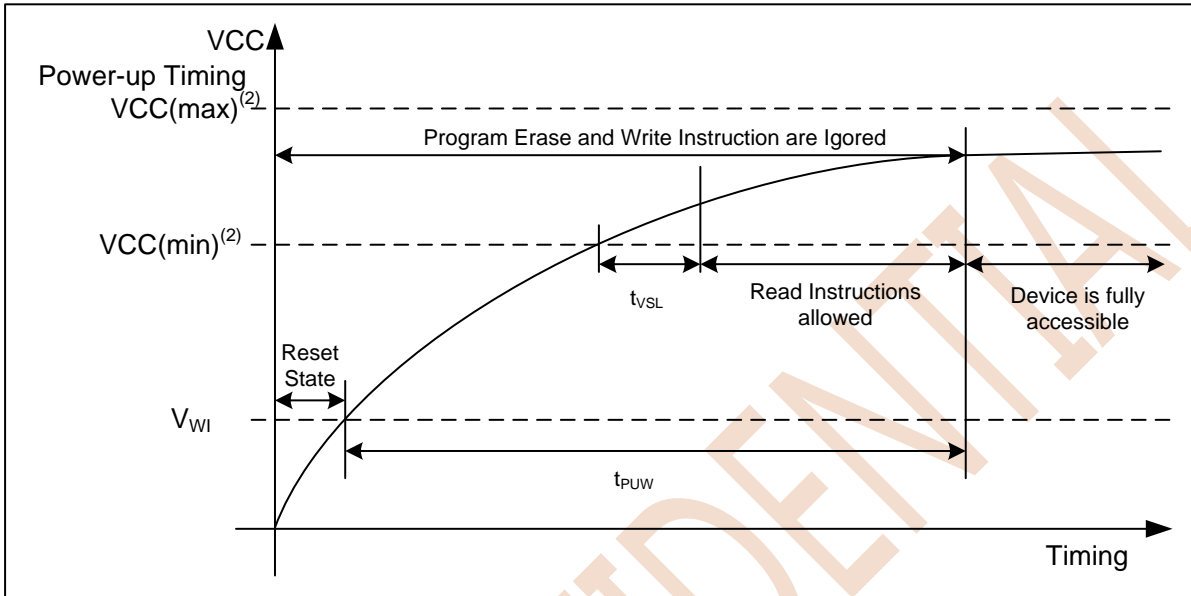 VCC
Power-up Timing
VCC(max)(2)
Program Erase and Write Instruction are Igored
VCC(min)(2)
tVSL
Read Instructions
allowed
Device is fully
accessible
Reset
State
VWI
tPUW
Timing